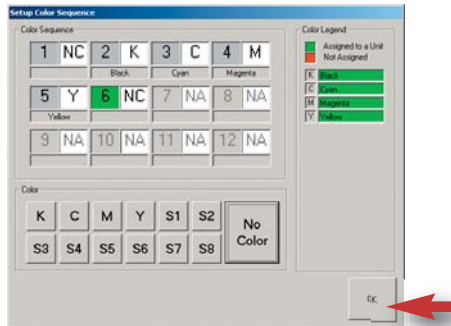 Setup Color Sequence
Color Sequence
1 NC 2 K 3 C 4 M
Black Cyan Magenta
5 Y 6 NC 7 NA 8 NA
Yellow
9 NA 10 NA 11 NA 12 NA
Color
K C M Y S1 S2
S3 S4 S5 S6 S7 S8
No
Color
Color Legend
Assigned to a Unit
Not Assigned
K Black
C Cyan
M Magenta
Y Yellow
OK